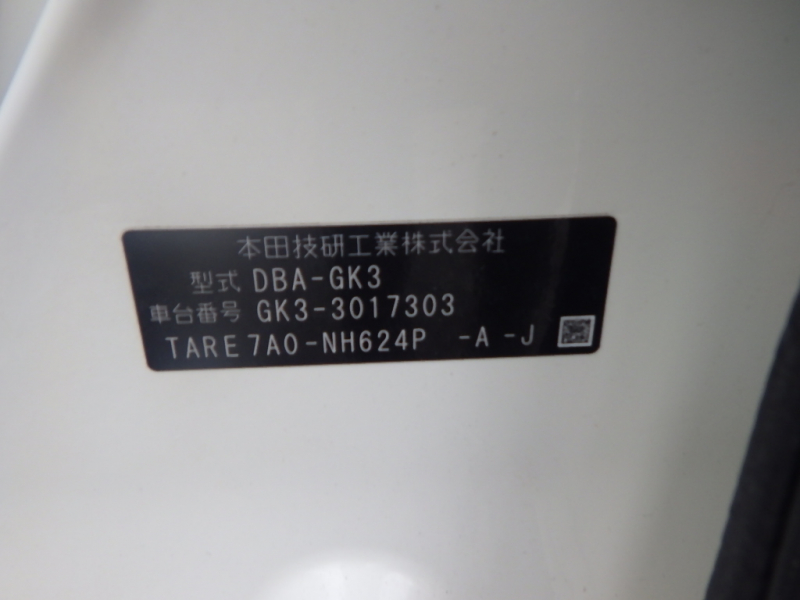 本田技研工業株式会社
型式 DBA-GK3
車台番号 GK3-3017303
TARE7A0-NH624P -A -J